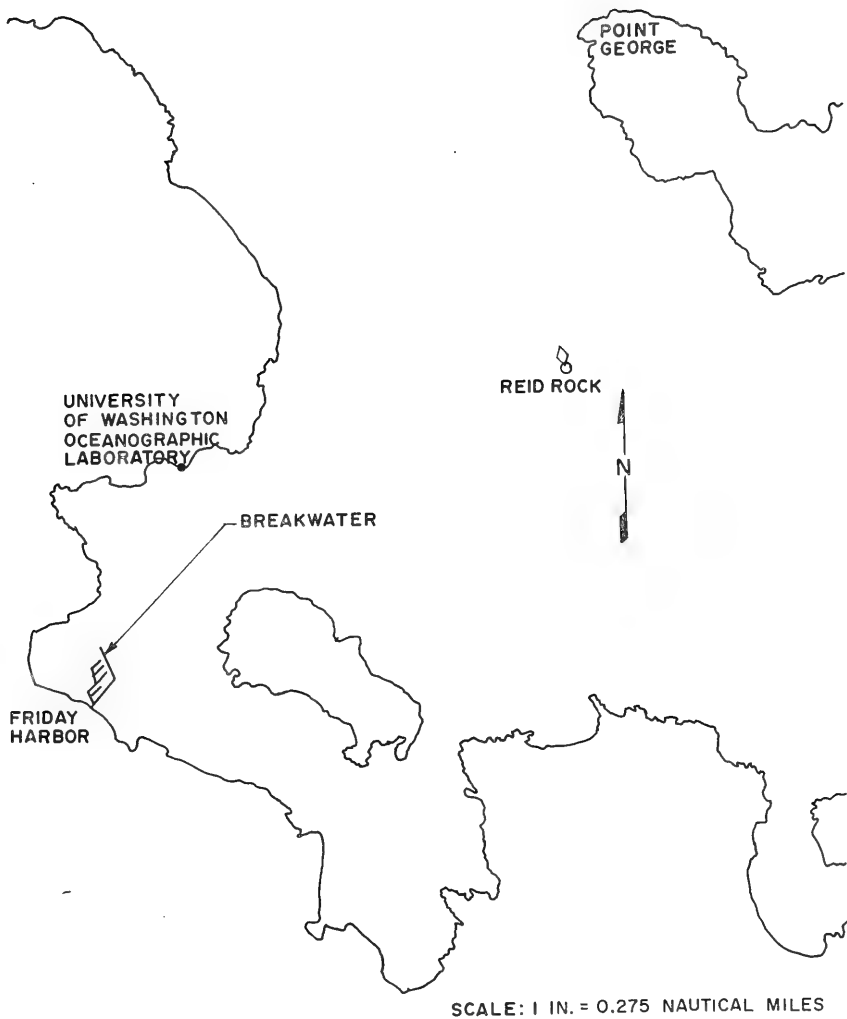 POINT
GEORGE
REID ROCK
UNIVERSITY
OF WASHINGTON
OCEANOGRAPHIC
LABORATORY
N
BREAKWATER
FRIDAY
HARBOR
SCALE: 1 IN. = 0.275 NAUTICAL MILES